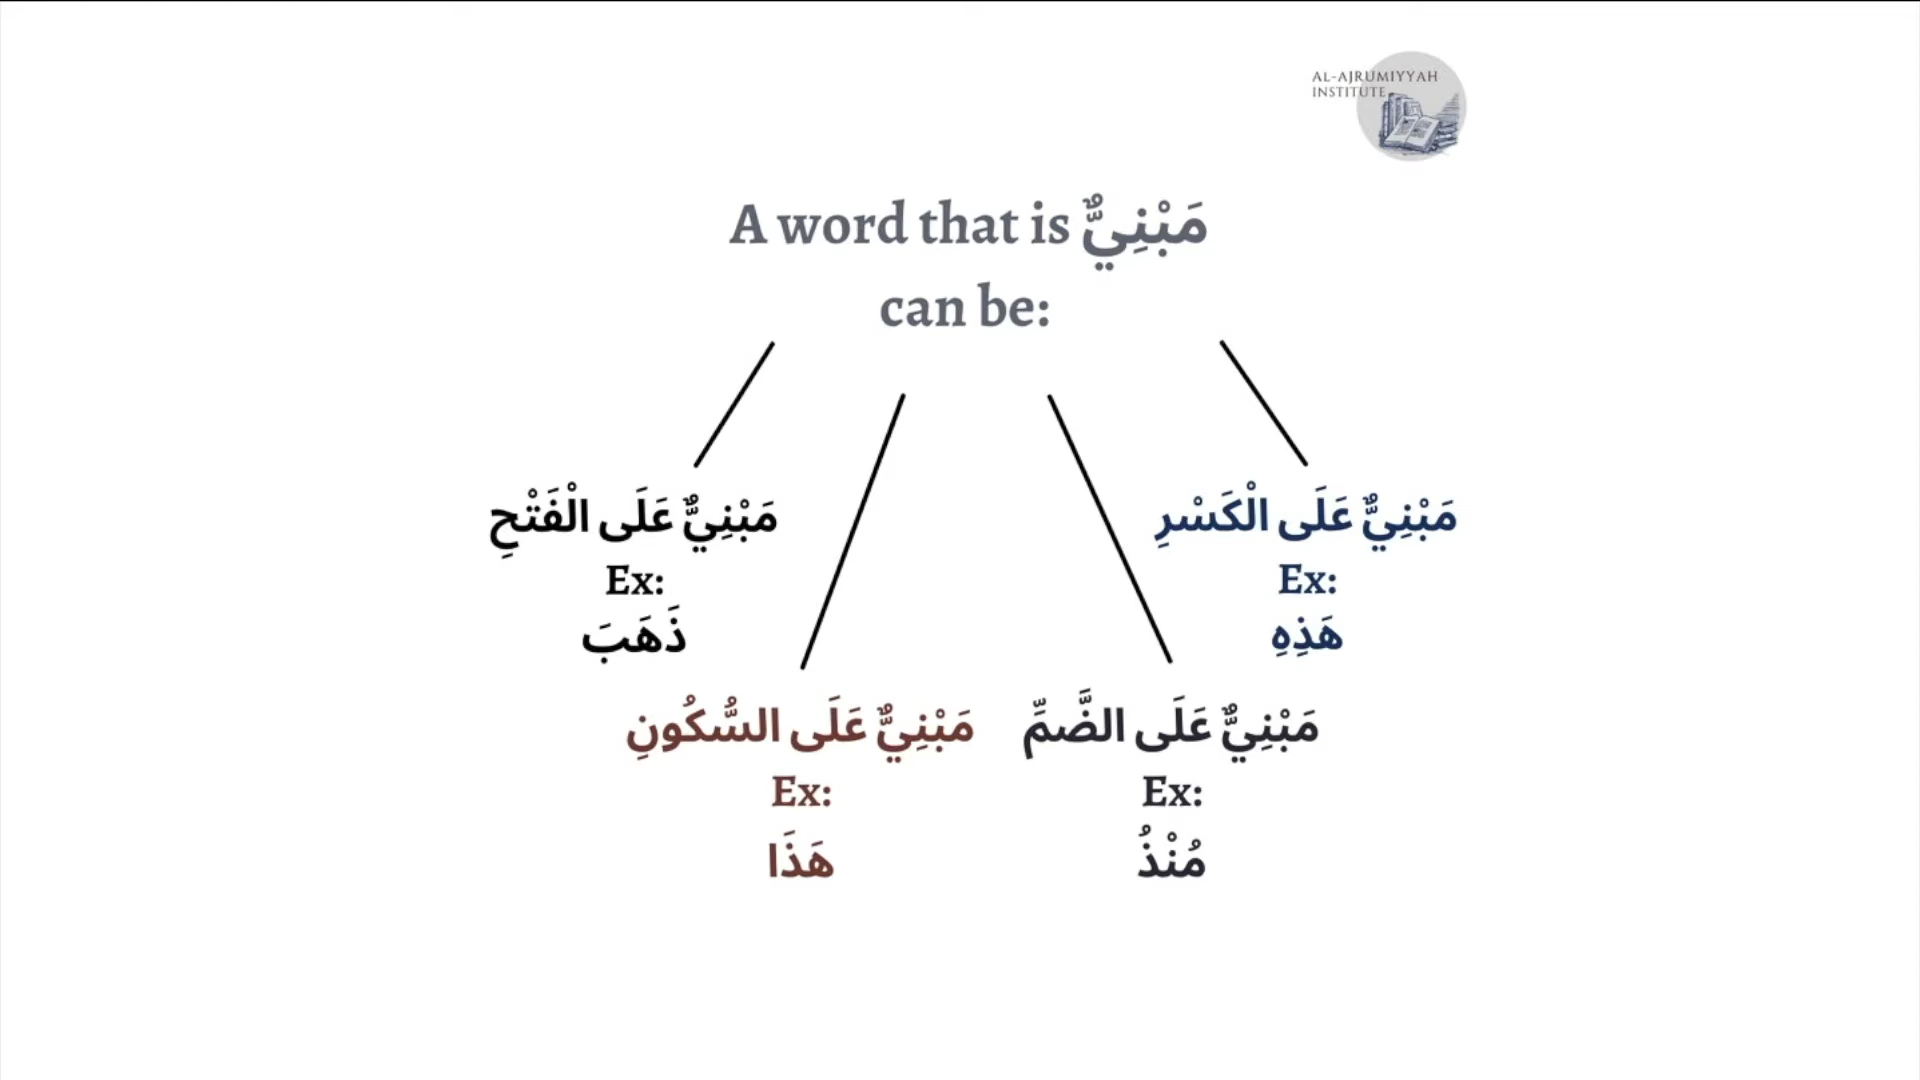 AL-AJRUMIYYAH
INSTITUTE
A word that is مَبْنِيٌّ
can be:
مَبْنِيٌّ عَلَى الْفَتْحِ
Ex:
ذَهَبَ
مَبْنِيٌّ عَلَى السُّكُونِ
Ex:
هَذَا
مَبْنِيٌّ عَلَى الضَّمِّ
Ex:
مُنْذُ
مَبْنِيٌّ عَلَى الْكَسْرِ
Ex:
هَذِهِ